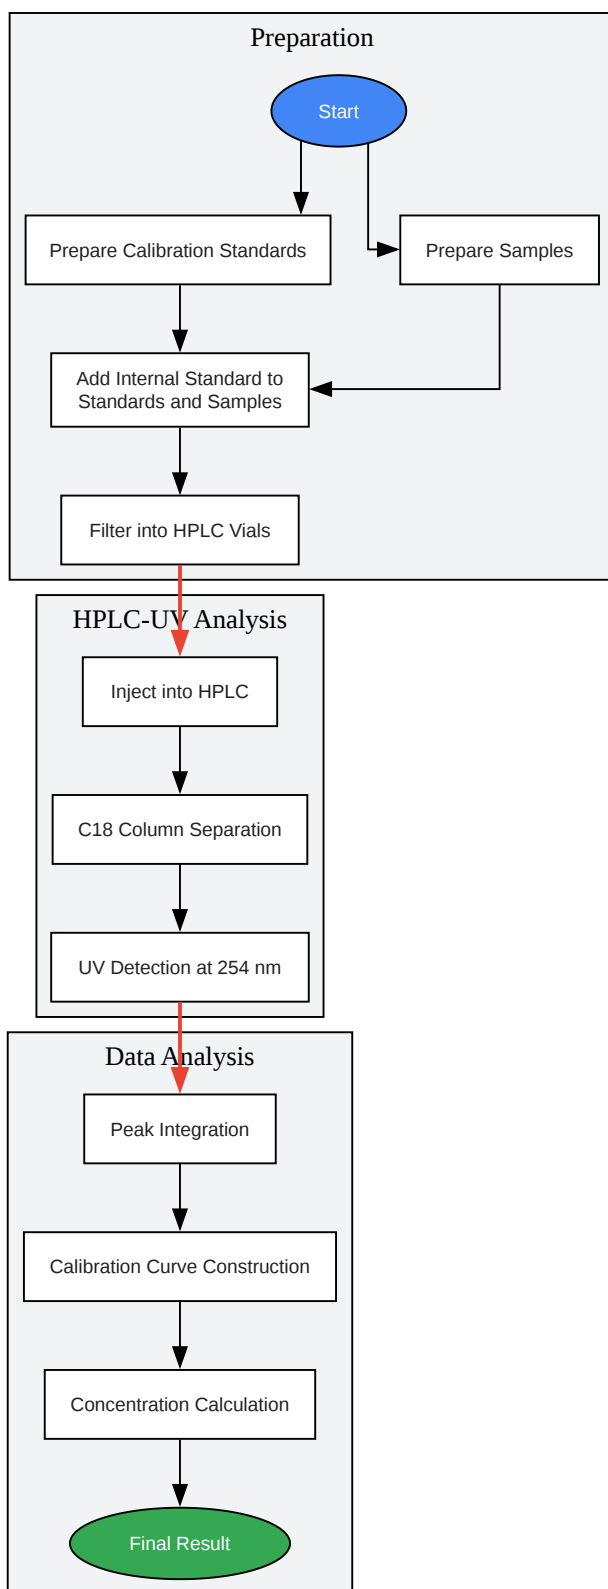 Preparation
Start
Prepare Calibration Standards
Prepare Samples
Add Internal Standard to
Standards and Samples
Filter into HPLC Vials
HPLC-UV Analysis
Inject into HPLC
C18 Column Separation
UV Detection at 254 nm
Data Analysis
Peak Integration
Calibration Curve Construction
Concentration Calculation
Final Result